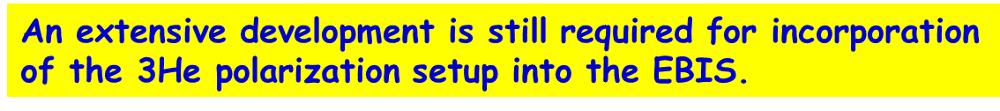 An extensive development is still required for incorporation
of the 3He polarization setup into the EBIS.